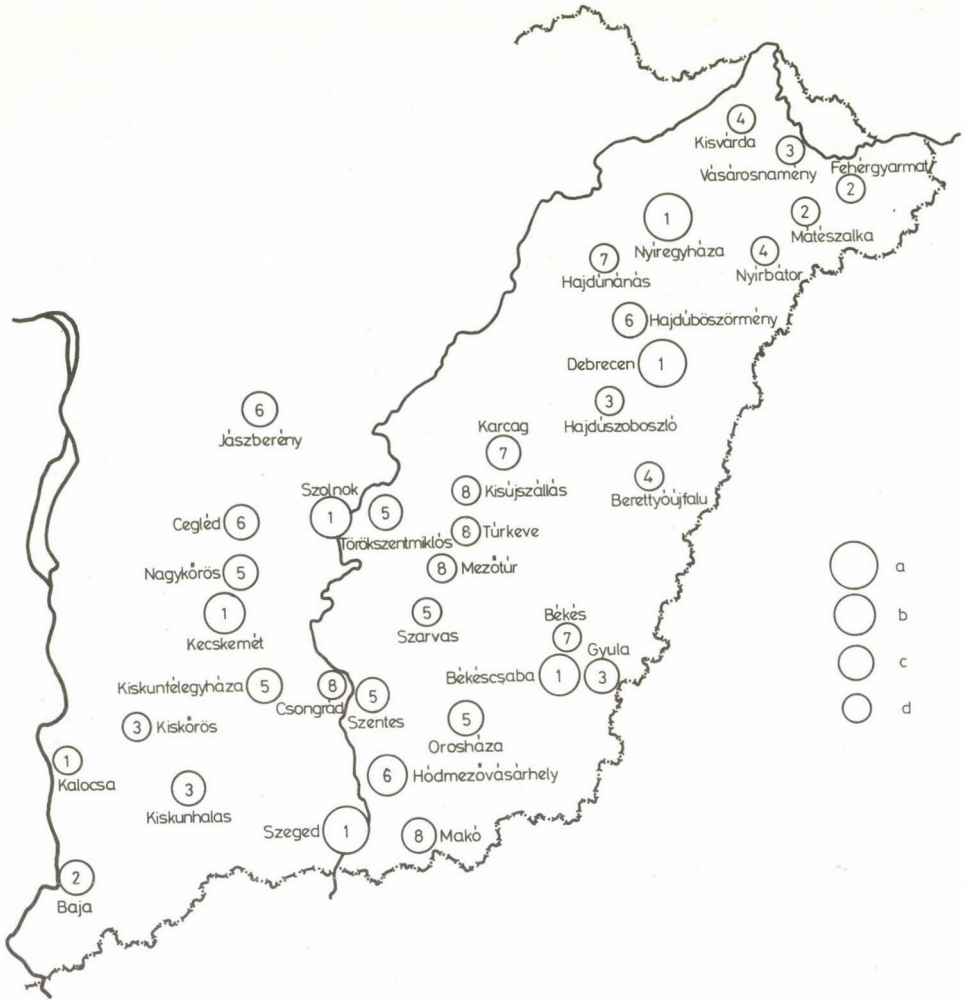 4
Kisvárda
3
Vásárosnamény
Fehérgyarmat
2
2
Mátészalka
1
Nyíregyháza
4
Nyírbátor
7
Hajdúnánás
6 Hajdúböszörmény
Debrecen 1
3
Hajdúszoboszló
6
Jászberény
Karcag
7
4
Berettyóújfalu
8 Kisújszállás
Szolnok
1
5
Törökszentmiklós
Cegléd 6
8 Túrkeve
8 Mezőtúr
Nagykőrös 5
a
b
c
d
1
Kecskemét
5
Szarvas
Békés
7
Gyula
Békéscsaba 1 3
Kiskunfélegyháza 5
8
Csongrád
5
Szentes
3 Kiskőrös
5
Orosháza
1
Kalocsa
6 Hódmezővásárhely
3
Kiskunhalas
Szeged 1
8 Makó
2
Baja